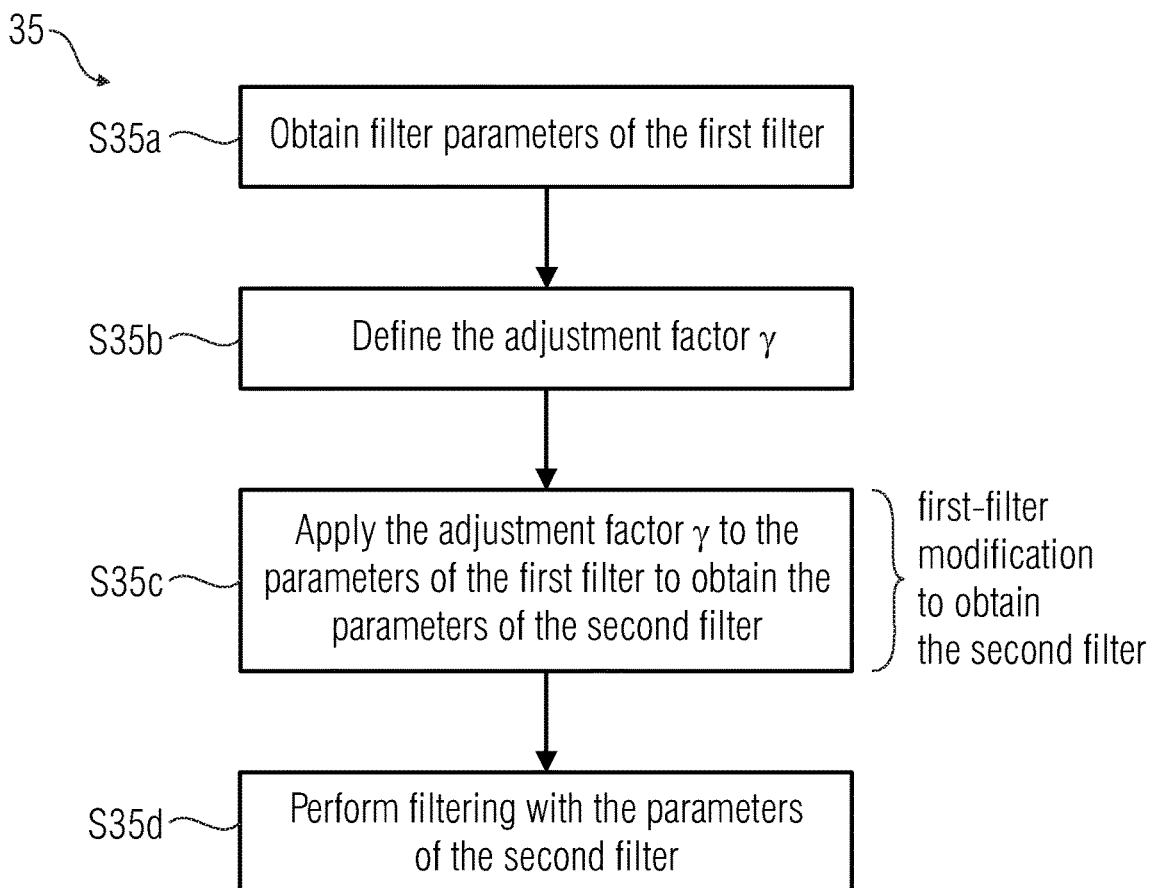 35
S35a
Obtain filter parameters of the first filter
S35b
Define the adjustment factor γ
S35c
Apply the adjustment factor γ to the
parameters of the first filter to obtain the
parameters of the second filter
first-filter
modification
to obtain
the second filter
S35d
Perform filtering with the parameters
of the second filter